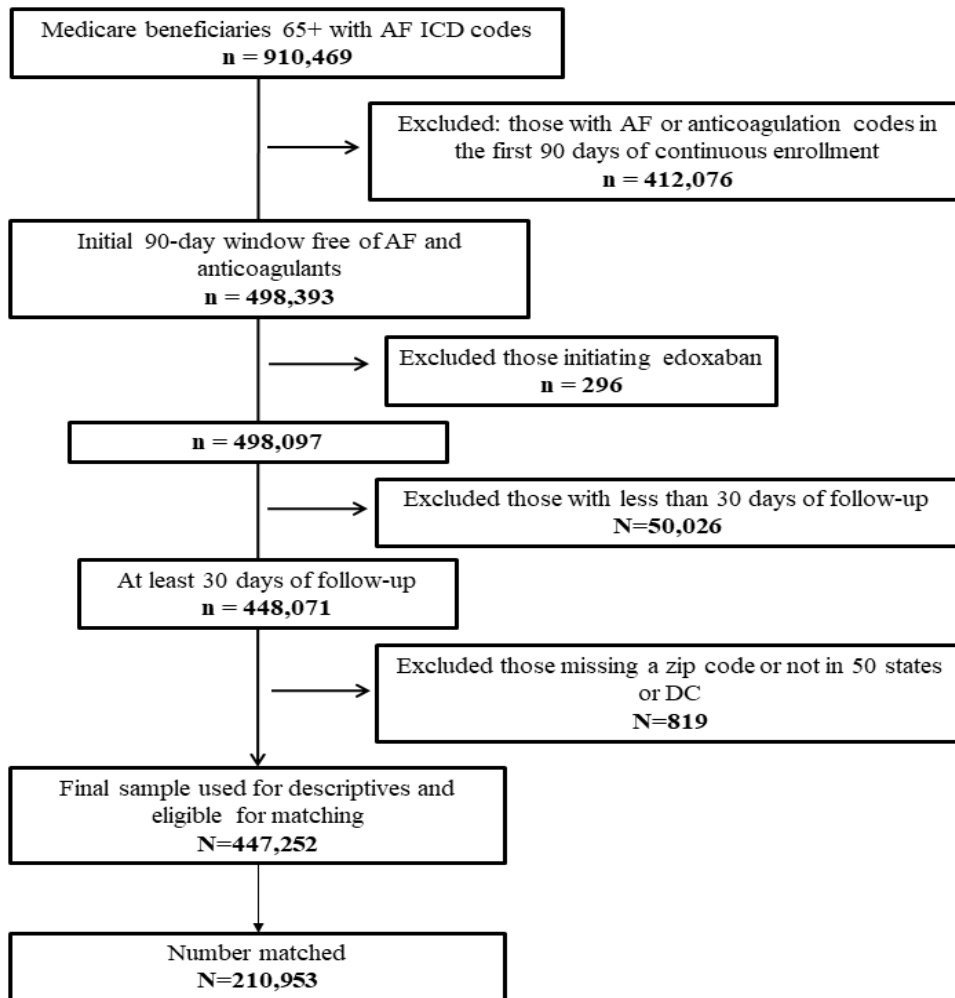 Medicare beneficiaries 65+ with AF ICD codes
n = 910,469
Excluded: those with AF or anticoagulation codes in
the first 90 days of continuous enrollment
n = 412,076
Initial 90-day window free of AF and
anticoagulants
n = 498,393
Excluded those initiating edoxaban
n = 296
n = 498,097
Excluded those with less than 30 days of follow-up
N=50,026
At least 30 days of follow-up
n = 448,071
Excluded those missing a zip code or not in 50 states
or DC
N=819
Final sample used for descriptives and
eligible for matching
N=447,252
Number matched
N=210,953